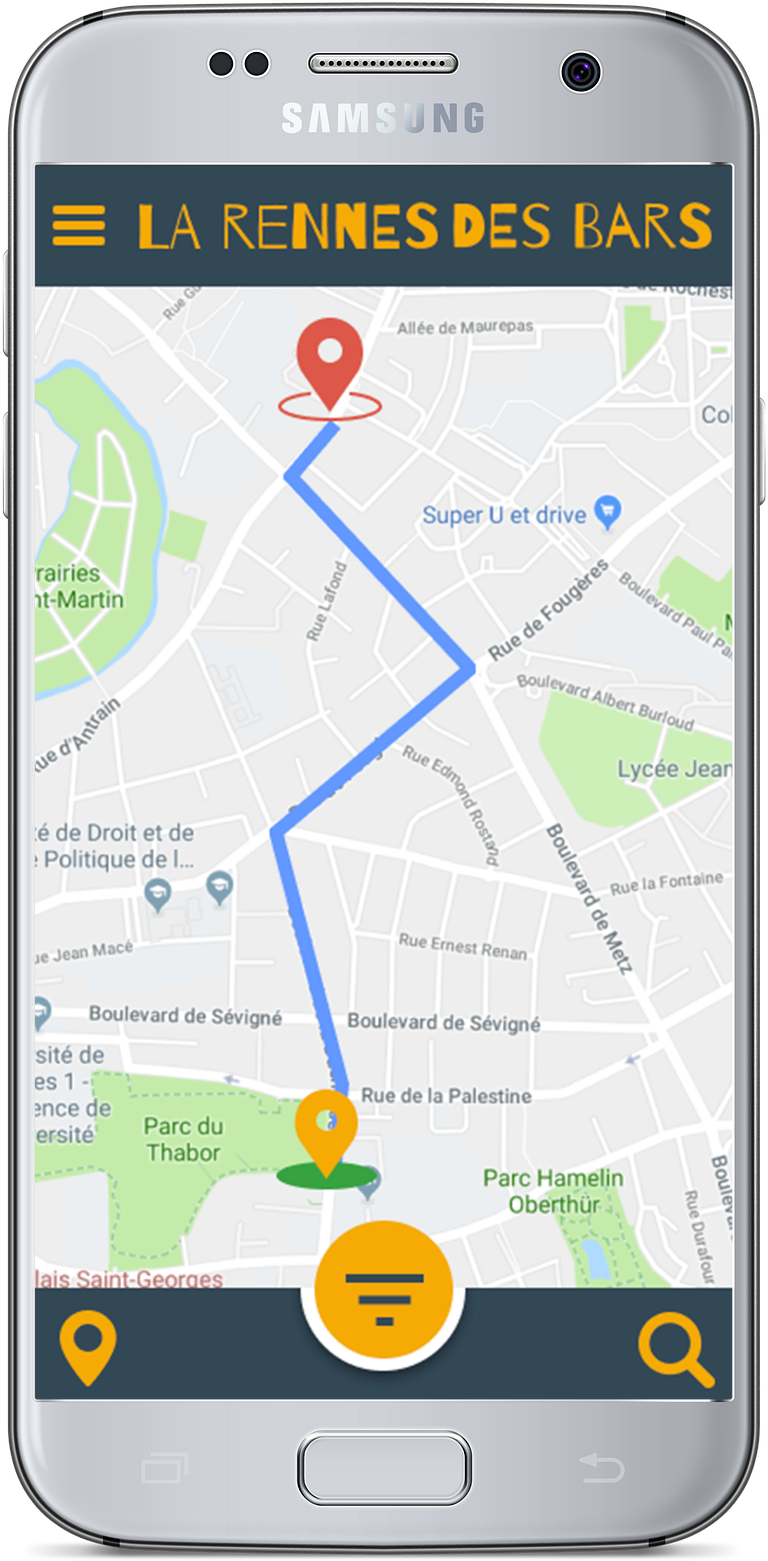 SAMSUNG
LA RENNES DES BARS
Rue
Allée de Maurepas
Super U et drive
Rue Lafond
Rue de Fougères
Boulevard Paul
rairies
nt-Martin
Boulevard Albert Burloud
Lycée Jean
ue d'Antrain
Rue Edmond Rostand
té de Droit et de
Politique de l...
Boulevard de Metz
Rue la Fontaine
ue Jean Macé
Rue Ernest Renan
Boulevard de Sévigné
Boulevard de Sévigné
sité de
es 1 -
ence de
ersité
Rue de la Palestine
Parc du
Thabor
Parc Hamelin
Oberthür
Rue Durafour
lais Saint-Georges